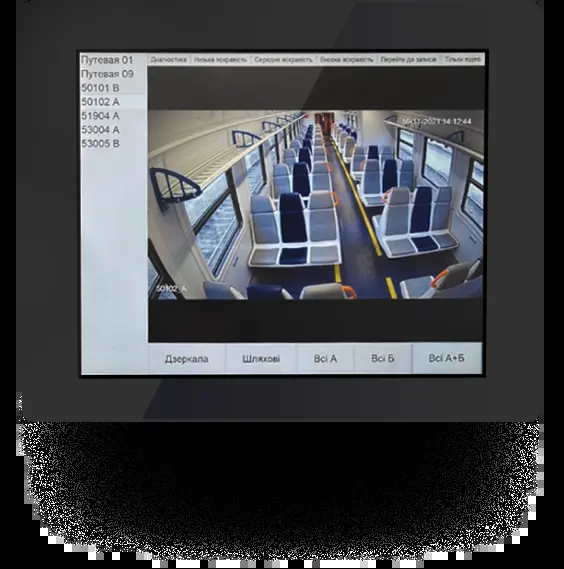 Путевая 01
Путевая 09
50101 B
50102 A
51904 A
53004 A
53005 B
Діагностика Низька яскравість Середня яскравість Висока яскравість Перейти до записів Тільки відео
16-11-2021 14:12:44
50102_A
Дзеркала Шляхові Всі А Всі Б Всі А+Б